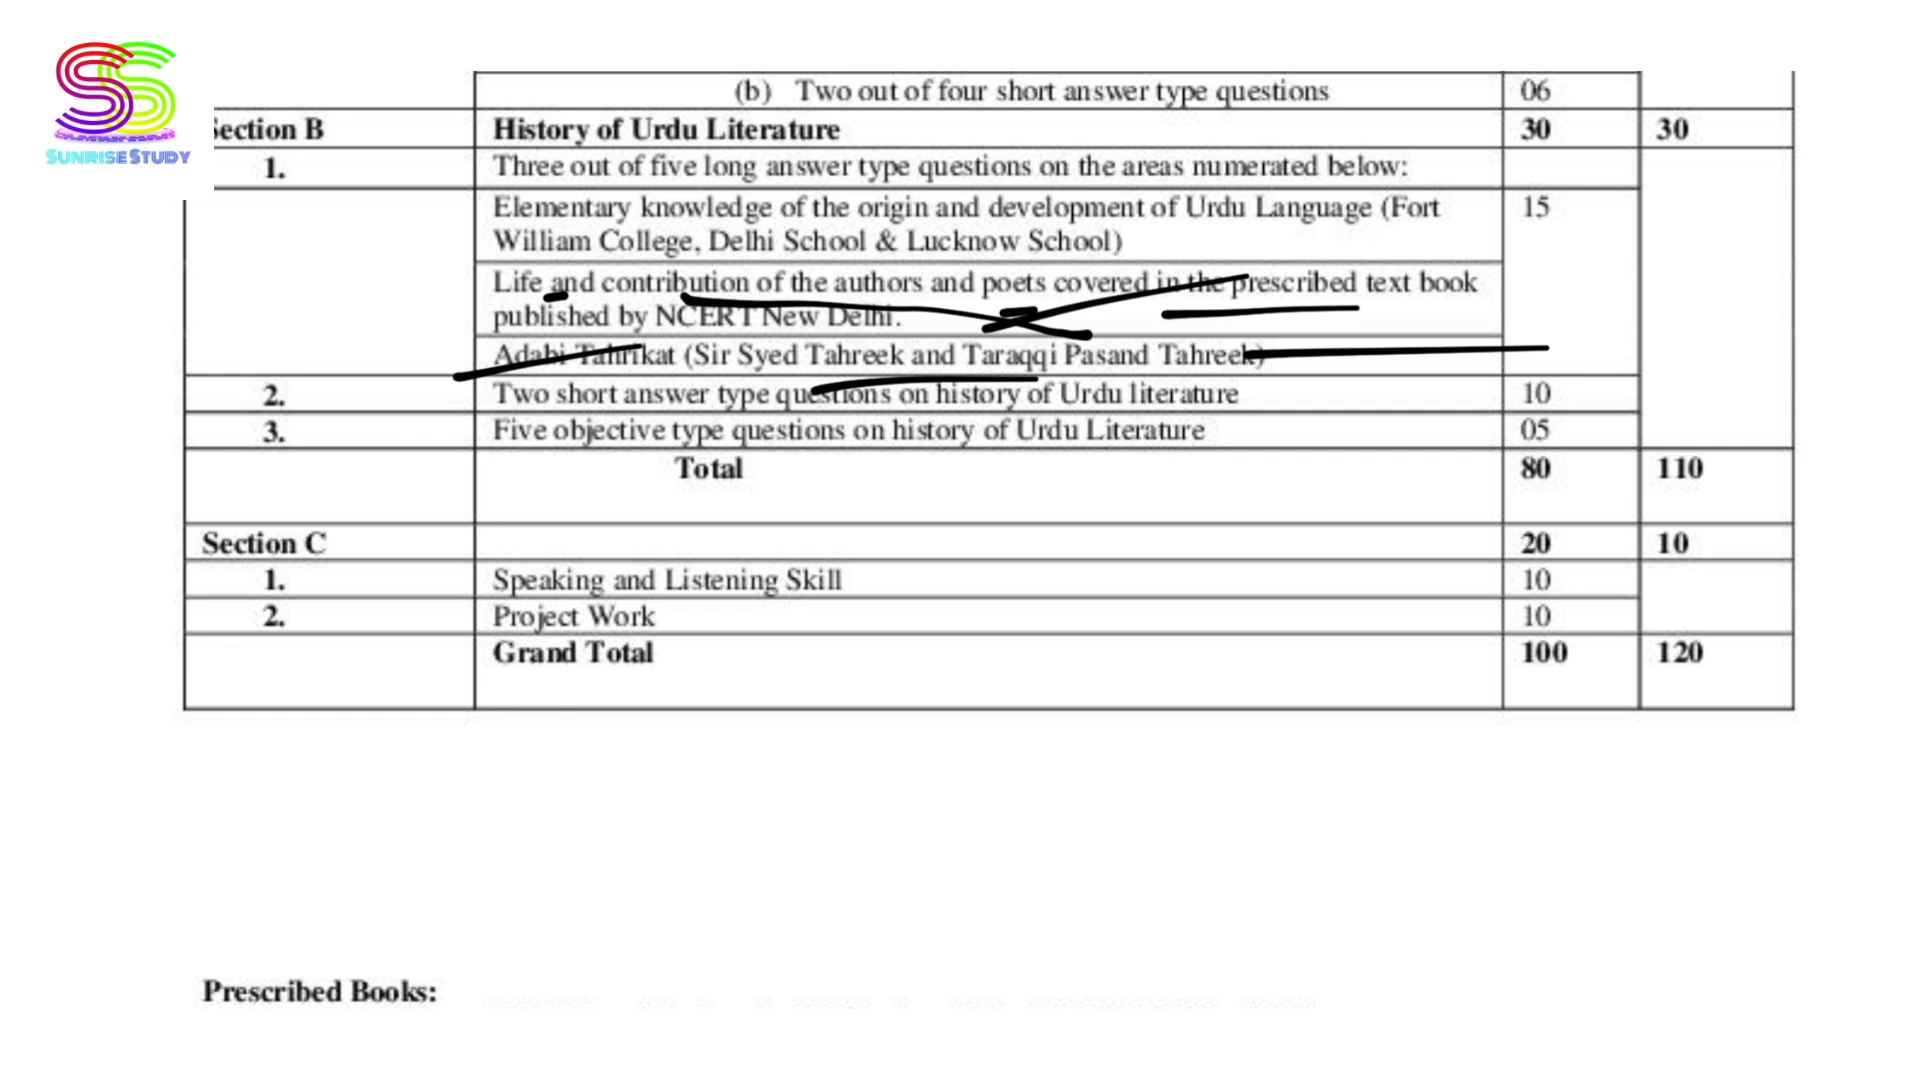 (b) Two out of four short answer type questions 06
Section B History of Urdu Literature 30 30
1. Three out of five long answer type questions on the areas numerated below:
Elementary knowledge of the origin and development of Urdu Language (Fort 15
William College, Delhi School & Lucknow School)
Life and contribution of the authors and poets covered in the prescribed text book
published by NCERT New Delhi.
Adabi Tahrikat (Sir Syed Tahreek and Taraqqi Pasand Tahreek)
2. Two short answer type questions on history of Urdu literature 10
3. Five objective type questions on history of Urdu Literature 05
Total 80 110
Section C 20 10
1. Speaking and Listening Skill 10
2. Project Work 10
Grand Total 100 120
Prescribed Books:
SS
SUNRISE STUDY